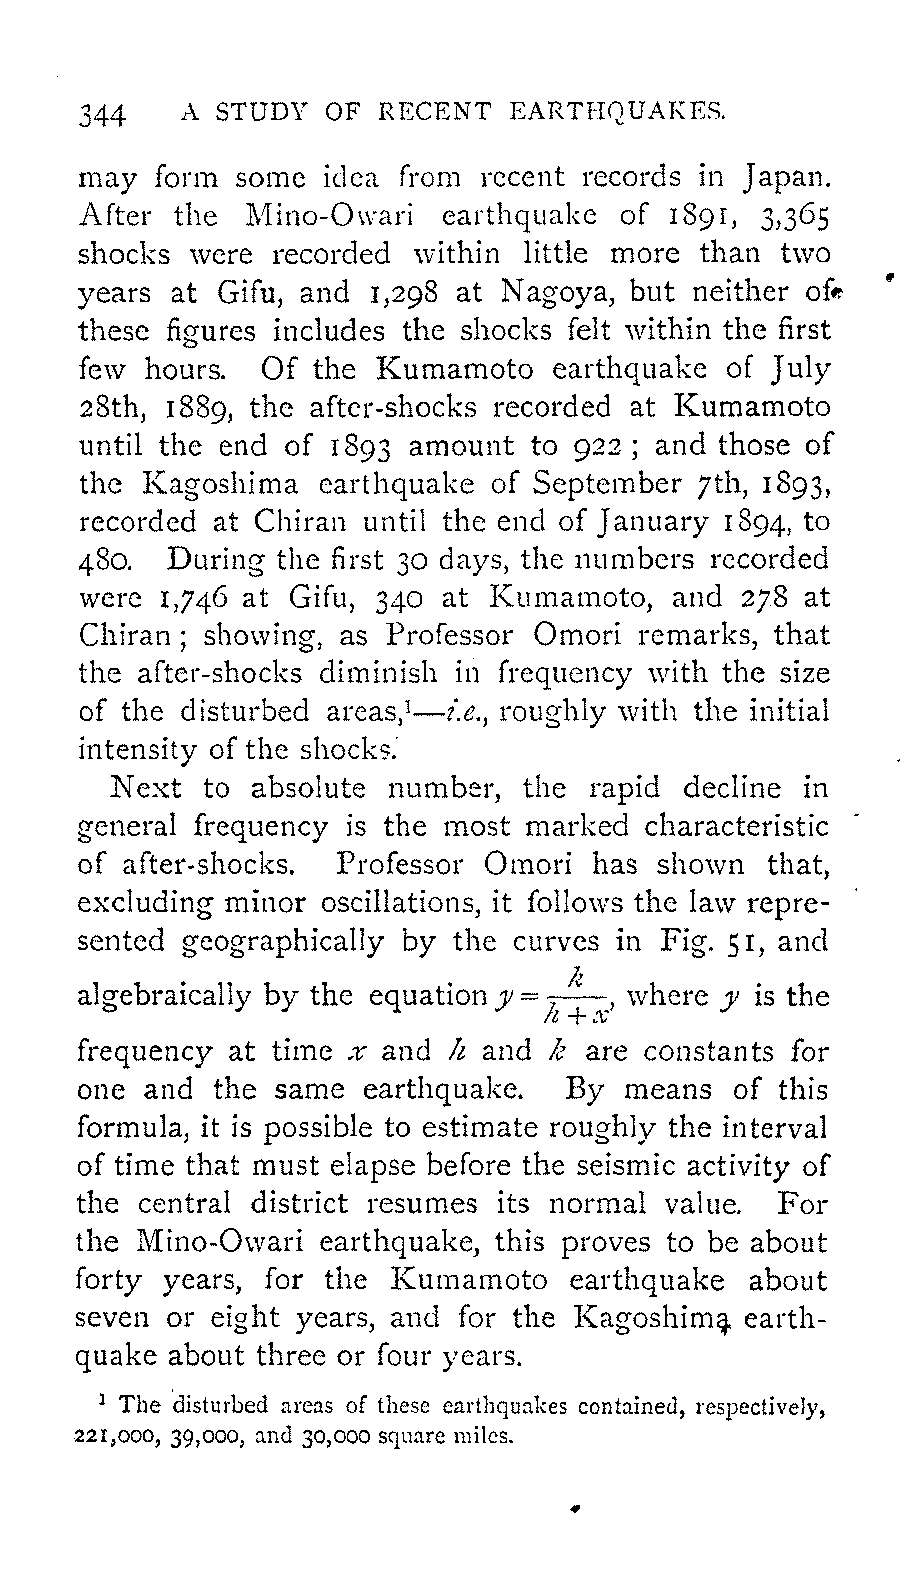 344 A STUDY OF RECENT EARTHQUAKES.
may form some idea from recent records in Japan.
After the Mino-Owari earthquake of 1891, 3,365
shocks were recorded within little more than two
years at Gifu, and 1,298 at Nagoya, but neither of
these figures includes the shocks felt within the first
few hours. Of the Kumamoto earthquake of July
28th, 1889, the after-shocks recorded at Kumamoto
until the end of 1893 amount to 922 ; and those of
the Kagoshima earthquake of September 7th, 1893,
recorded at Chiran until the end of January 1894, to
480. During the first 30 days, the numbers recorded
were 1,746 at Gifu, 340 at Kumamoto, and 278 at
Chiran ; showing, as Professor Omori remarks, that
the after-shocks diminish in frequency with the size
of the disturbed areas,¹—i.e., roughly with the initial
intensity of the shocks.
Next to absolute number, the rapid decline in
general frequency is the most marked characteristic
of after-shocks. Professor Omori has shown that,
excluding minor oscillations, it follows the law repre-
sented geographically by the curves in Fig. 51, and
algebraically by the equation y = k/(h + x), where y is the
frequency at time x and h and k are constants for
one and the same earthquake. By means of this
formula, it is possible to estimate roughly the interval
of time that must elapse before the seismic activity of
the central district resumes its normal value. For
the Mino-Owari earthquake, this proves to be about
forty years, for the Kumamoto earthquake about
seven or eight years, and for the Kagoshima earth-
quake about three or four years.
¹ The disturbed areas of these earthquakes contained, respectively,
221,000, 39,000, and 30,000 square miles.